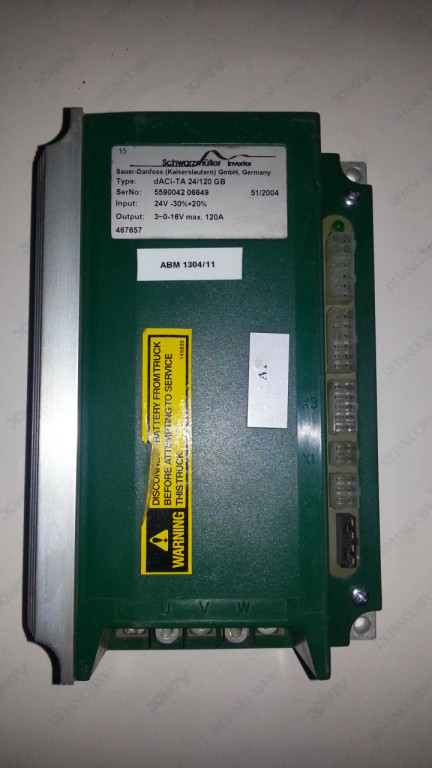 15
Schwarzmüller Inverter
Sauer-Danfoss (Kaiserslautern) GmbH, Germany
Type: dACi-TA 24/120 GB
SerNo: 5590042 06649 51/2004
Input: 24V -30%+20%
Output: 3~0-16V max. 120A
467657
ABM 1304/11
WARNING
DISCONNEC BATTERY FROM TRUCK
BEFORE ATTEMPTING TO SERVICE
THIS TRUCK
X3
X1
U V W